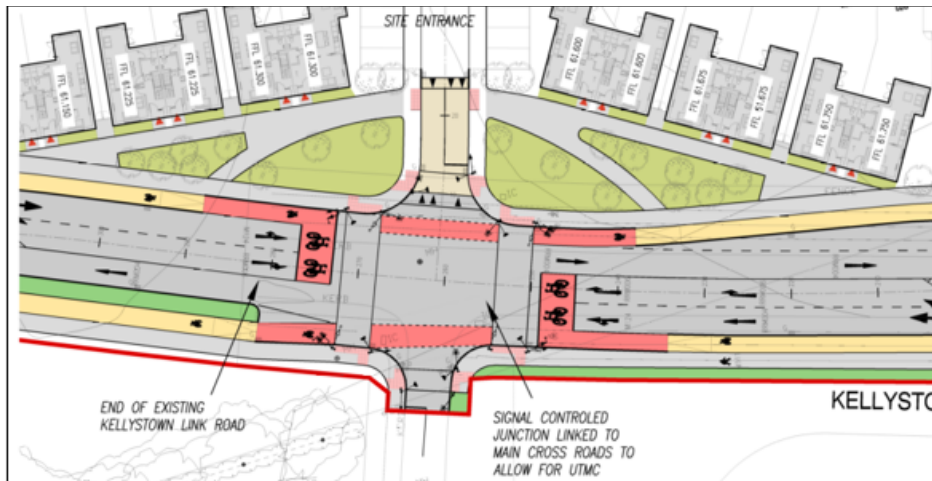 SITE ENTRANCE
FFL 61.150
FFL 61.225
FFL 61.225
FFL 61.300
FFL 61.300
FFL 61.600
FFL 61.600
FFL 61.675
FFL 61.675
FFL 61.750
FFL 61.750
END OF EXISTING
KELLYSTOWN LINK ROAD
SIGNAL CONTROLED
JUNCTION LINKED TO
MAIN CROSS ROADS TO
ALLOW FOR UTMC
KELLYSTO